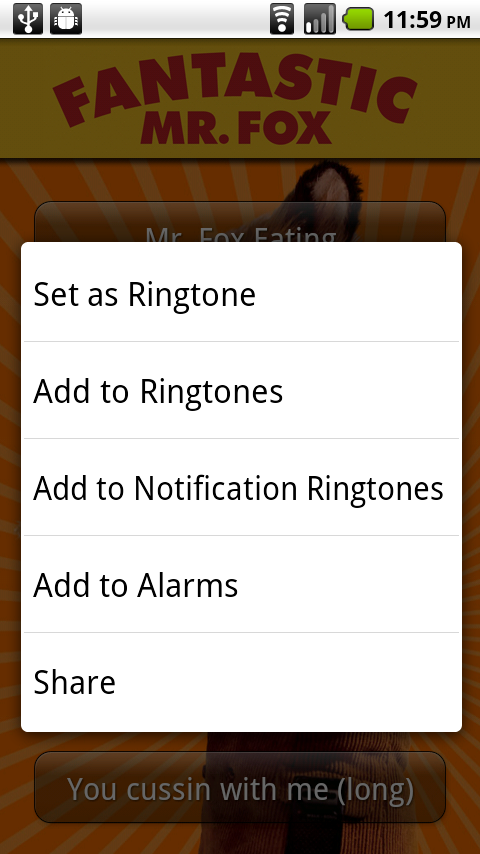 11:59 PM
FANTASTIC
MR. FOX
Mr. Fox Eating
Set as Ringtone
Add to Ringtones
Add to Notification Ringtones
Add to Alarms
Share
You cussin with me (long)